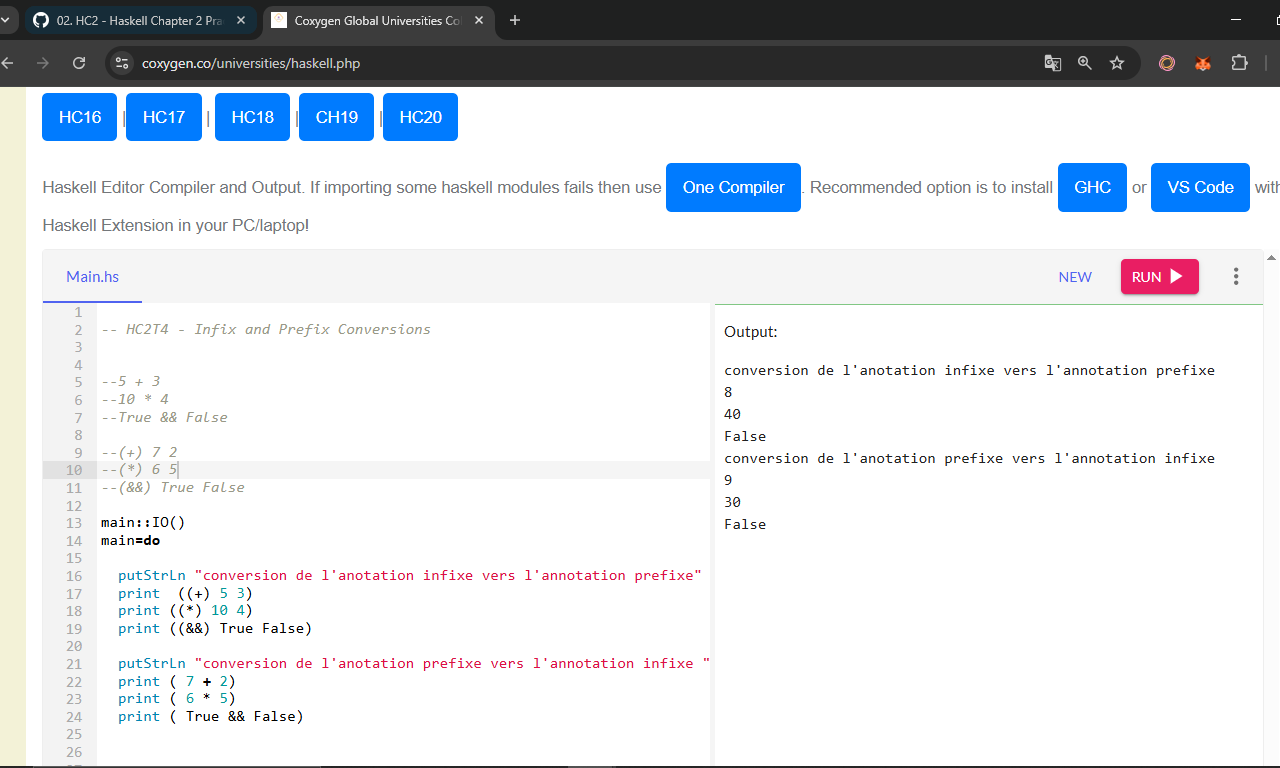 02. HC2 - Haskell Chapter 2 Pra
Coxygen Global Universities Co
coxygen.co/universities/haskell.php
HC16 | HC17 | HC18 | CH19 | HC20
Haskell Editor Compiler and Output. If importing some haskell modules fails then use One Compiler . Recommended option is to install GHC or VS Code with
Haskell Extension in your PC/laptop!
Main.hs
NEW
RUN
1
2 -- HC2T4 - Infix and Prefix Conversions
3
4
5 --5 + 3
6 --10 * 4
7 --True && False
8
9 --(+) 7 2
10 --(*) 6 5
11 --(&&) True False
12
13 main::IO()
14 main=do
15
16 putStrLn "conversion de l'anotation infixe vers l'annotation prefixe"
17 print  ((+) 5 3)
18 print ((*) 10 4)
19 print ((&&) True False)
20
21 putStrLn "conversion de l'anotation prefixe vers l'annotation infixe "
22 print ( 7 + 2)
23 print ( 6 * 5)
24 print ( True && False)
25
26
Output:
conversion de l'anotation infixe vers l'annotation prefixe
8
40
False
conversion de l'anotation prefixe vers l'annotation infixe
9
30
False